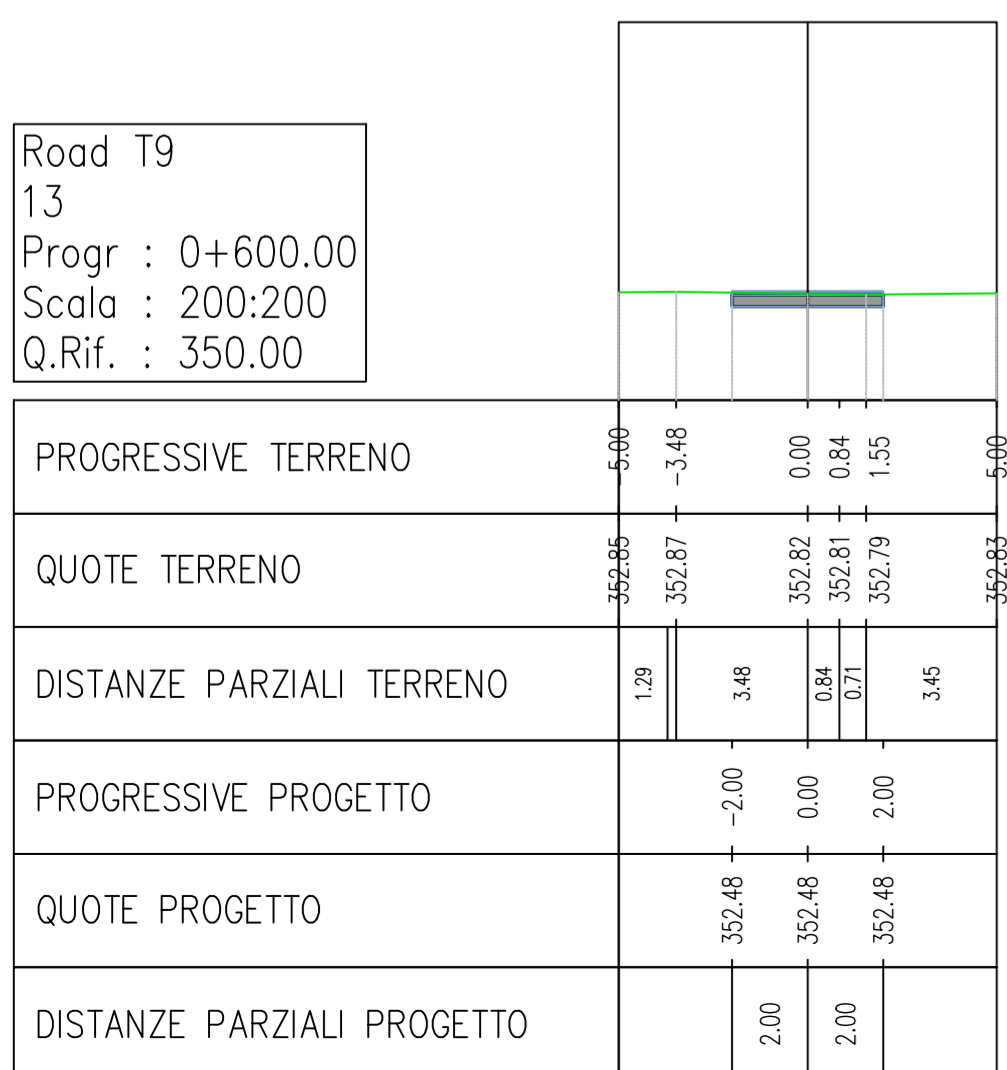 Road T9
13
Progr : 0+600.00
Scala : 200:200
Q.Rif. : 350.00
PROGRESSIVE TERRENO -5.00 -3.48 0.00 0.84 1.55 5.00
QUOTE TERRENO 352.85 352.87 352.82 352.81 352.79 352.83
DISTANZE PARZIALI TERRENO 1.29 3.48 0.84 0.71 3.45
PROGRESSIVE PROGETTO -2.00 0.00 2.00
QUOTE PROGETTO 352.48 352.48 352.48
DISTANZE PARZIALI PROGETTO 2.00 2.00